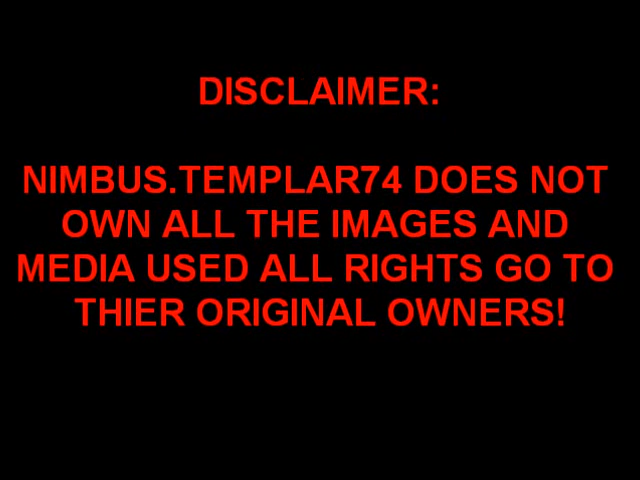 DISCLAIMER:
NIMBUS.TEMPLAR74 DOES NOT
OWN ALL THE IMAGES AND
MEDIA USED ALL RIGHTS GO TO
THIER ORIGINAL OWNERS!